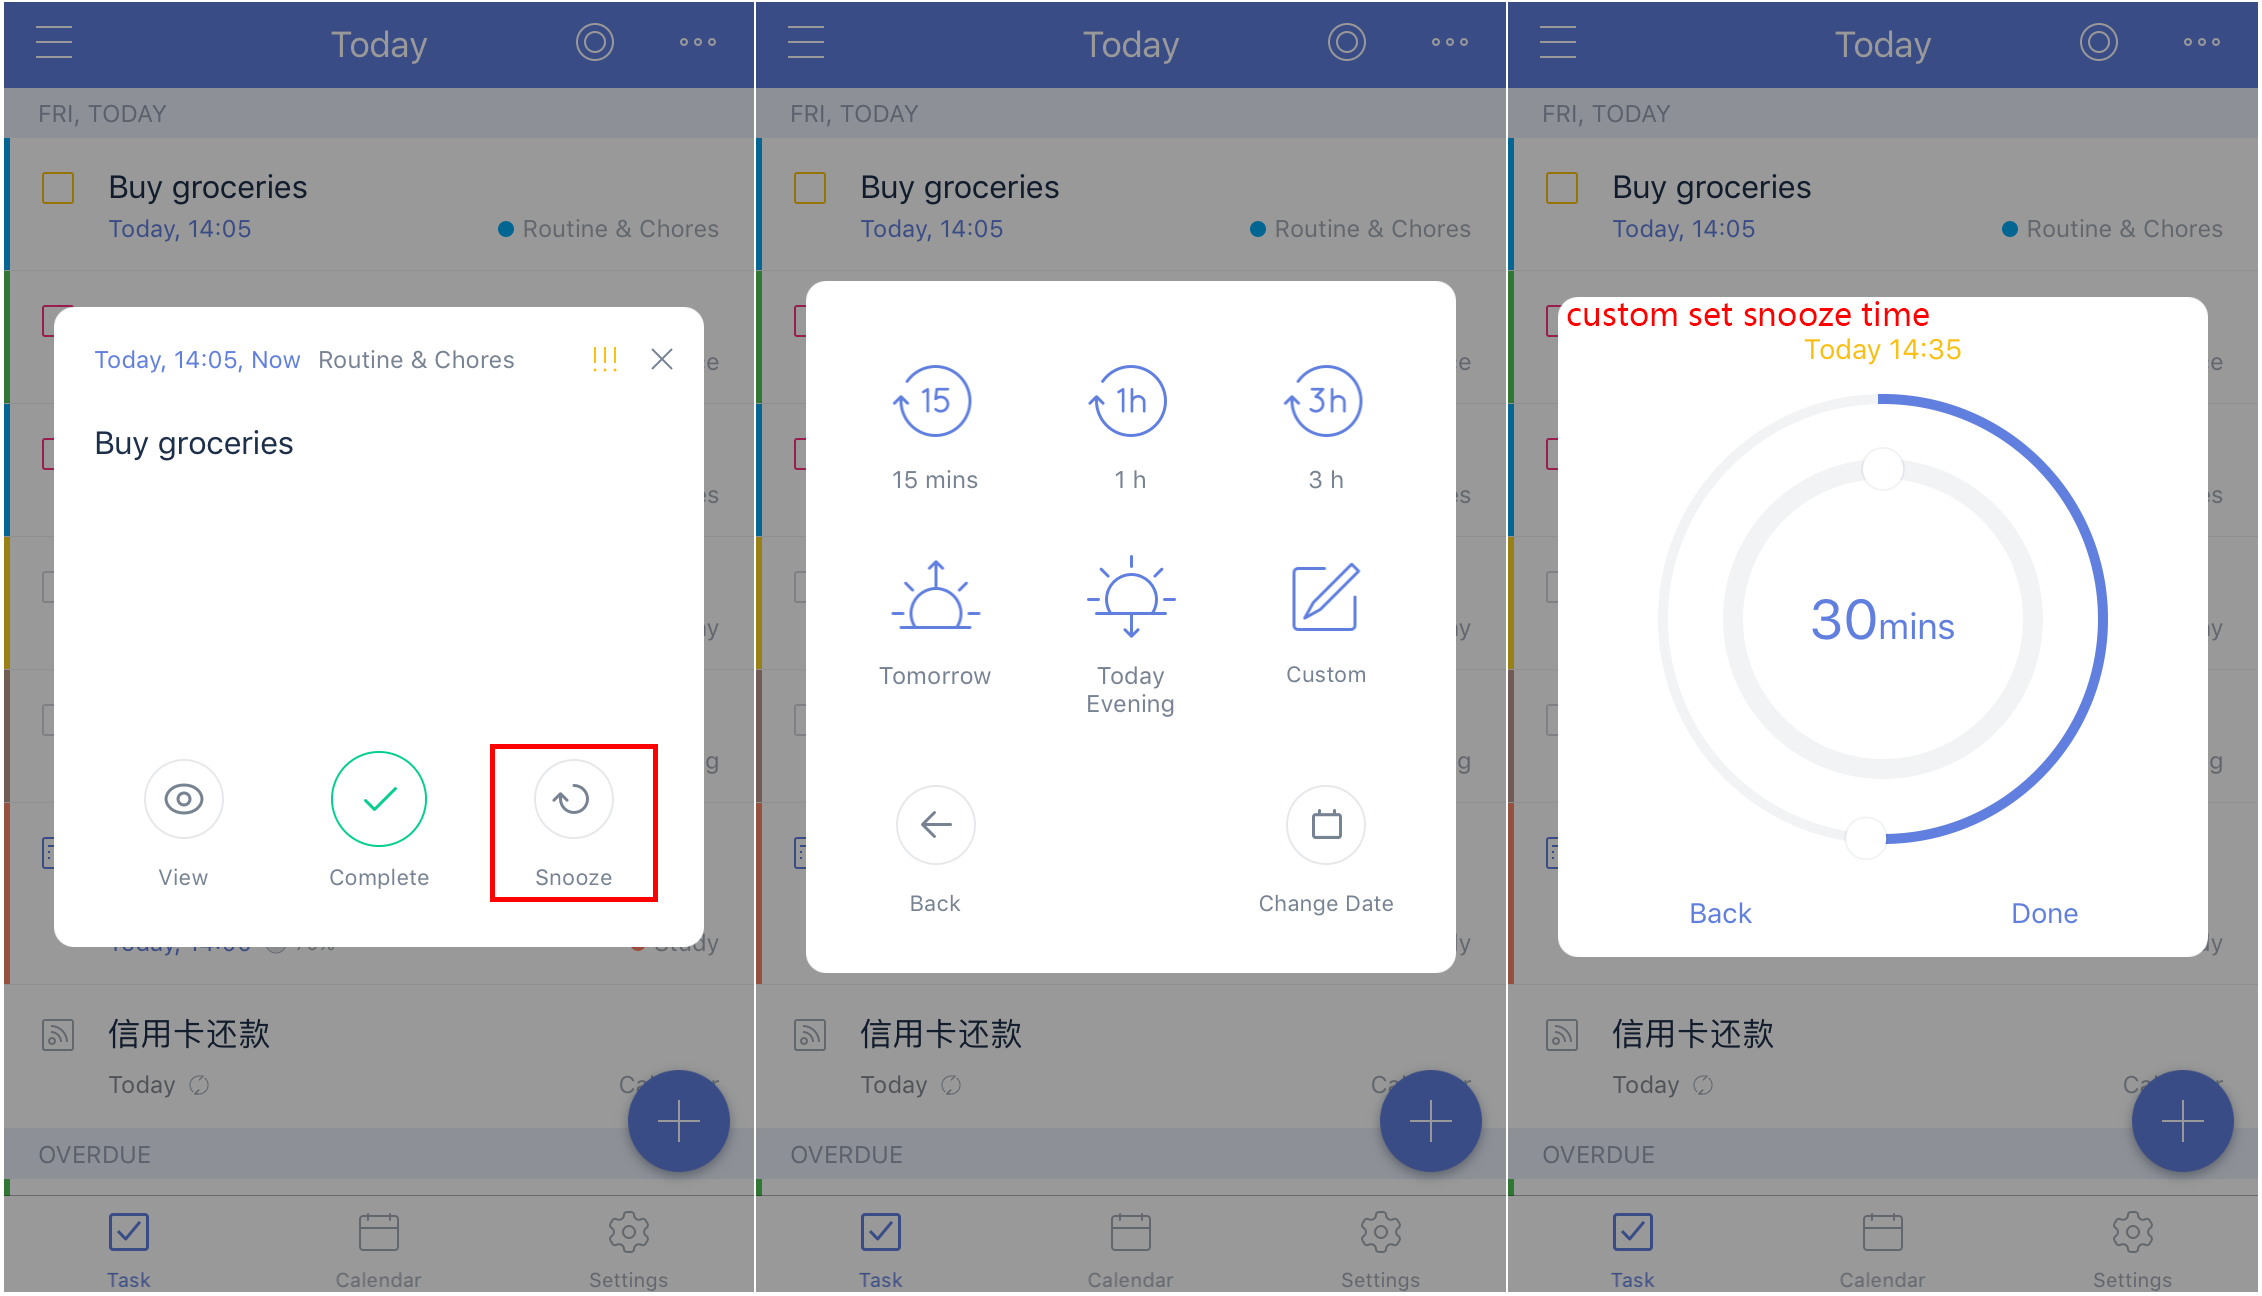 Today
FRI, TODAY
Buy groceries
Today, 14:05
Routine & Chores
Today, 14:05, Now Routine & Chores !!!
Buy groceries
View
Complete
Snooze
Study
信用卡还款
Today
OVERDUE
Task
Calendar
Settings
Today
FRI, TODAY
Buy groceries
Today, 14:05
Routine & Chores
15
1h
3h
15 mins
1 h
3 h
Tomorrow
Today
Evening
Custom
Back
Change Date
信用卡还款
Today
OVERDUE
Task
Calendar
Settings
Today
FRI, TODAY
Buy groceries
Today, 14:05
Routine & Chores
custom set snooze time
Today 14:35
30mins
Back
Done
信用卡还款
Today
OVERDUE
Task
Calendar
Settings